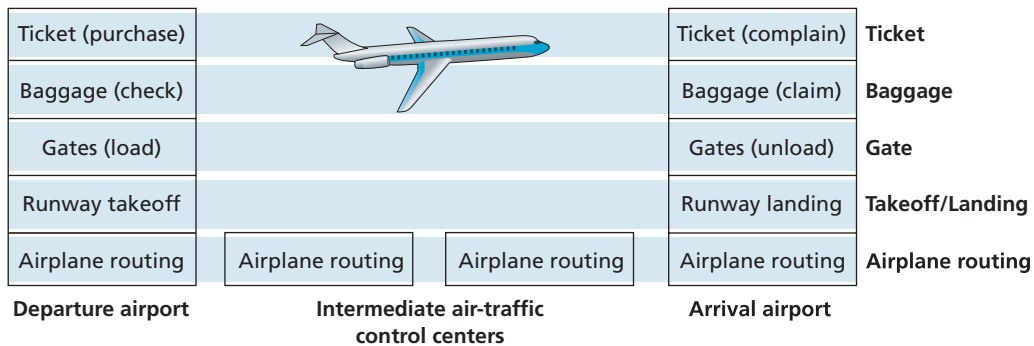 Ticket (purchase)
Ticket (complain)
Ticket
Baggage (check)
Baggage (claim)
Baggage
Gates (load)
Gates (unload)
Gate
Runway takeoff
Runway landing
Takeoff/Landing
Airplane routing
Airplane routing
Airplane routing
Airplane routing
Airplane routing
Departure airport
Intermediate air-traffic
control centers
Arrival airport